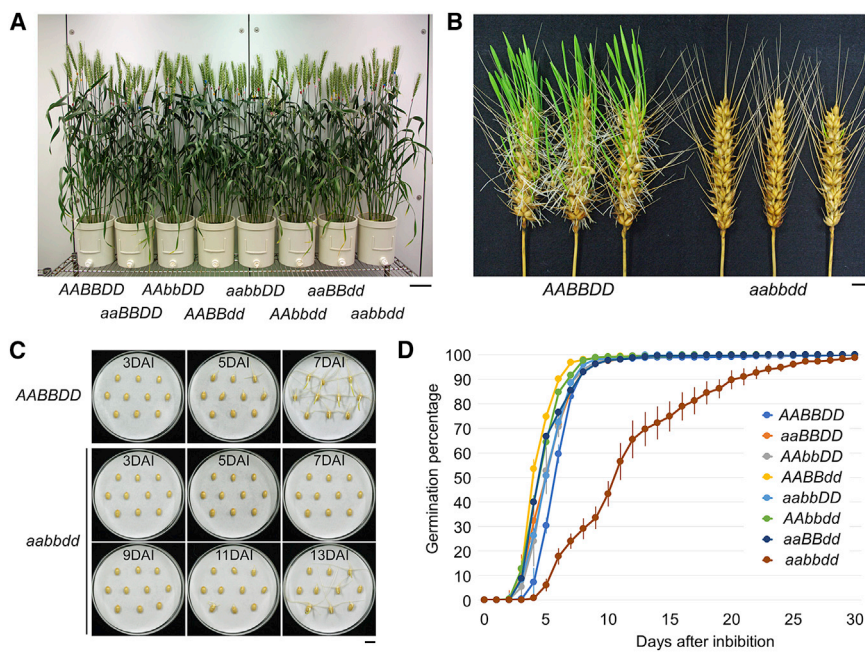 A
AABBDD
AAbbDD
aabbDD
aaBBdd
aaBBDD
AABBdd
AAbbdd
aabbdd
B
AABBDD
aabbdd
C
3DAI
5DAI
7DAI
AABBDD
3DAI
5DAI
7DAI
aabbdd
9DAI
11DAI
13DAI
D
Germination percentage
100
90
80
70
60
50
40
30
20
10
0
0 5 10 15 20 25 30
Days after inbibition
AABBDD
aaBBDD
AAbbDD
AABBdd
aabbDD
AAbbdd
aaBBdd
aabbdd